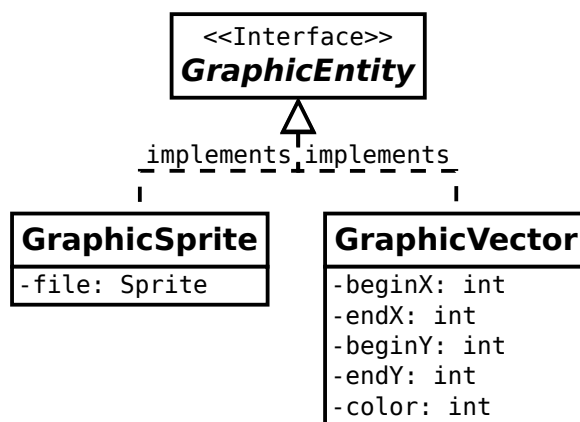 <<Interface>>
GraphicEntity
implements implements
GraphicSprite
-file: Sprite
GraphicVector
-beginX: int
-endX: int
-beginY: int
-endY: int
-color: int